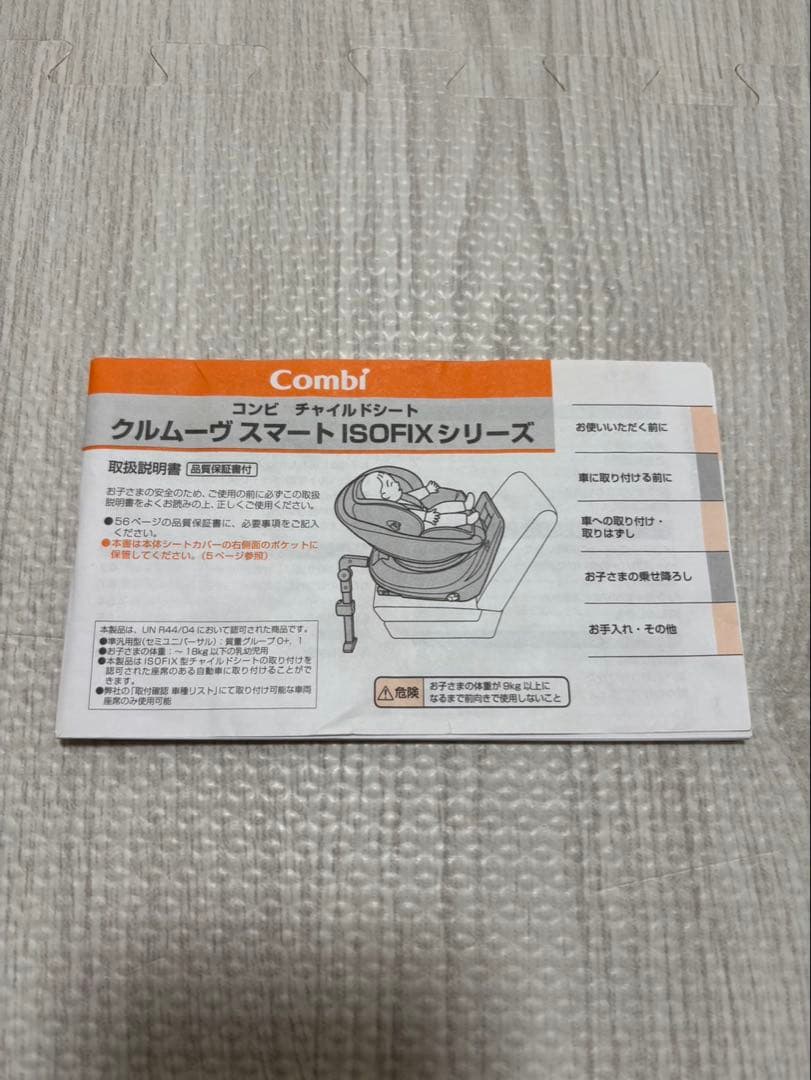 Combi
コンビ チャイルドシート
クルムーヴ スマート ISOFIXシリーズ
取扱説明書 品質保証書付
お子さまの安全のため、ご使用の前に必ずこの取扱
説明書をよくお読みの上、正しくご使用ください。
●56ページの品質保証書に、必要事項をご記入
ください。
●本書は本体シートカバーの右側面のポケットに
保管してください。(5ページ参照)
本製品は、UN R44/04 において認可された商品です。
●準汎用型(セミユニバーサル):質量グループ0+, 1
●お子さまの体重:～18kg以下の乳幼児用
●本製品は ISOFIX 型チャイルドシートの取り付けを
認可された座席のある自動車に取り付けることがで
きます。
●弊社の「取付確認 車種リスト」にて取り付け可能な車両
座席のみ使用可能
危険 お子さまの体重が 9kg 以上に
なるまで前向きで使用しないこと
お使いいただく前に
車に取り付ける前に
車への取り付け・
取りはずし
お子さまの乗せ降ろし
お手入れ・その他